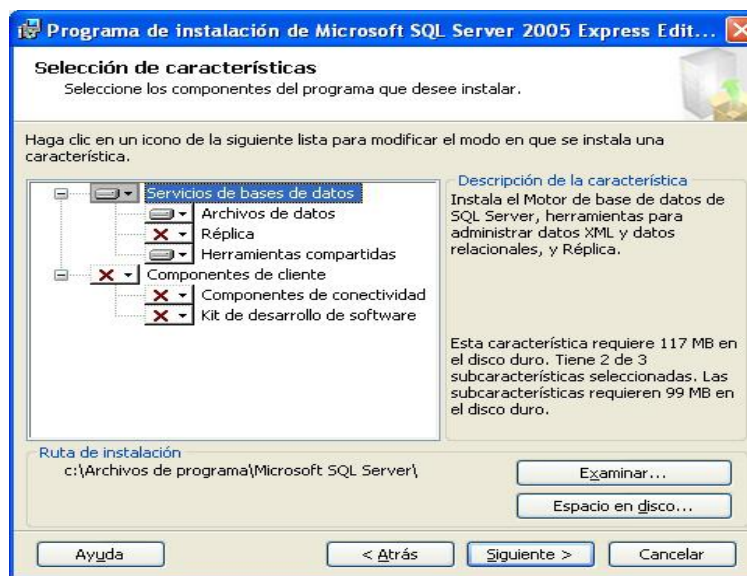 Programa de instalación de Microsoft SQL Server 2005 Express Edit...
Selección de características
Seleccione los componentes del programa que desee instalar.
Haga clic en un icono de la siguiente lista para modificar el modo en que se instala una
característica.
Servicios de bases de datos
Archivos de datos
Réplica
Herramientas compartidas
Componentes de cliente
Componentes de conectividad
Kit de desarrollo de software
Descripción de la característica
Instala el Motor de base de datos de
SQL Server, herramientas para
administrar datos XML y datos
relacionales, y Réplica.
Esta característica requiere 117 MB en
el disco duro. Tiene 2 de 3
subcaracterísticas seleccionadas. Las
subcaracterísticas requieren 99 MB en
el disco duro.
Ruta de instalación
c:\Archivos de programa\Microsoft SQL Server\
Examinar...
Espacio en disco...
Ayuda
< Atrás
Siguiente >
Cancelar